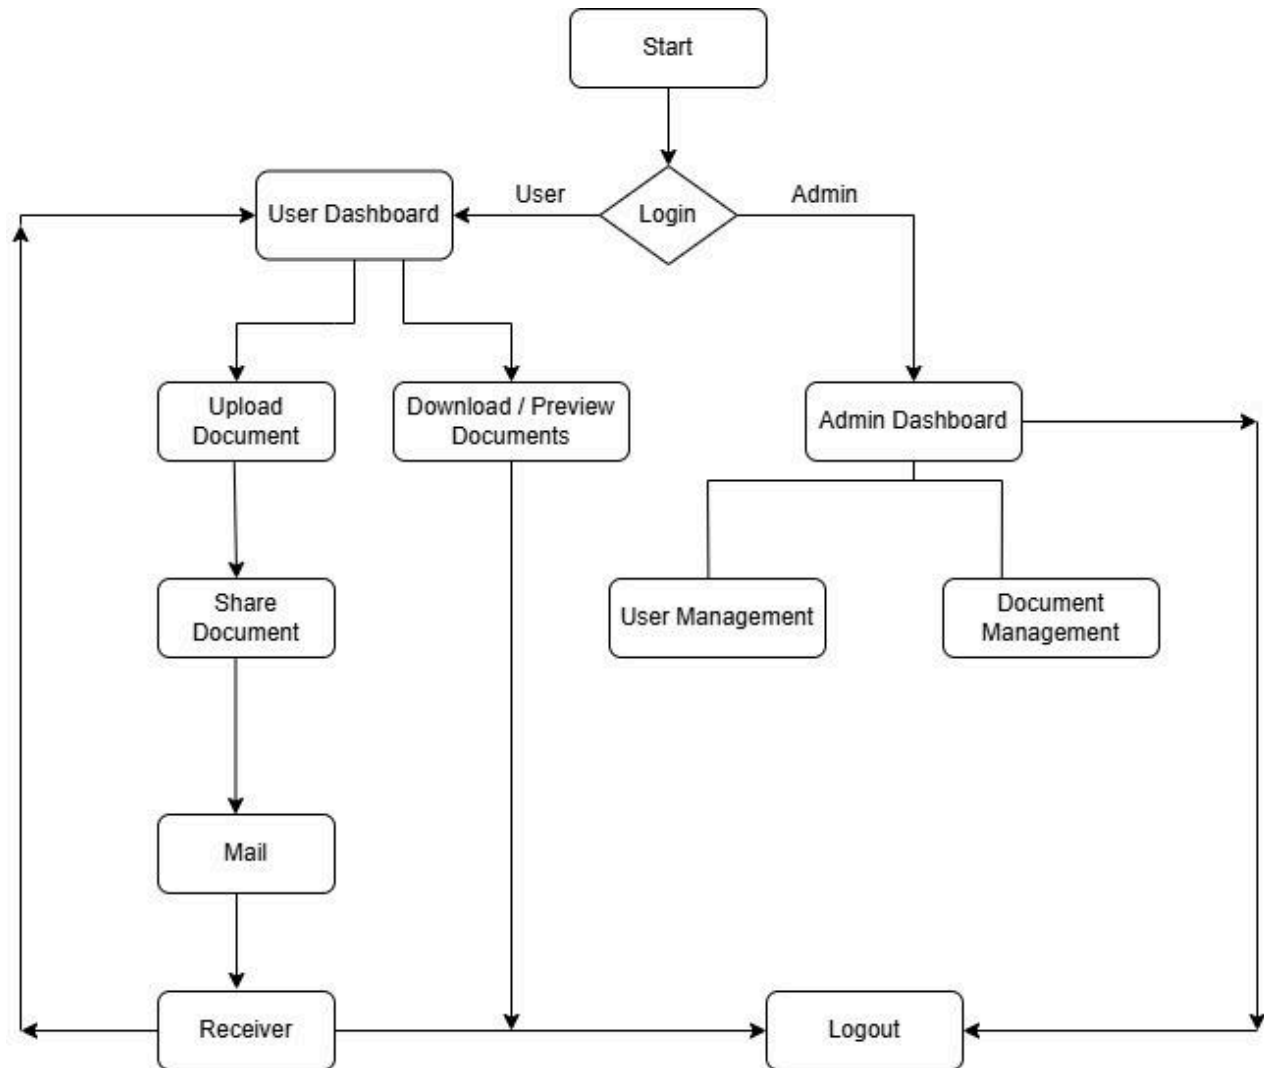 Start
User
Admin
User Dashboard
Login
Upload
Document
Download / Preview
Documents
Admin Dashboard
Share
Document
User Management
Document
Management
Mail
Receiver
Logout